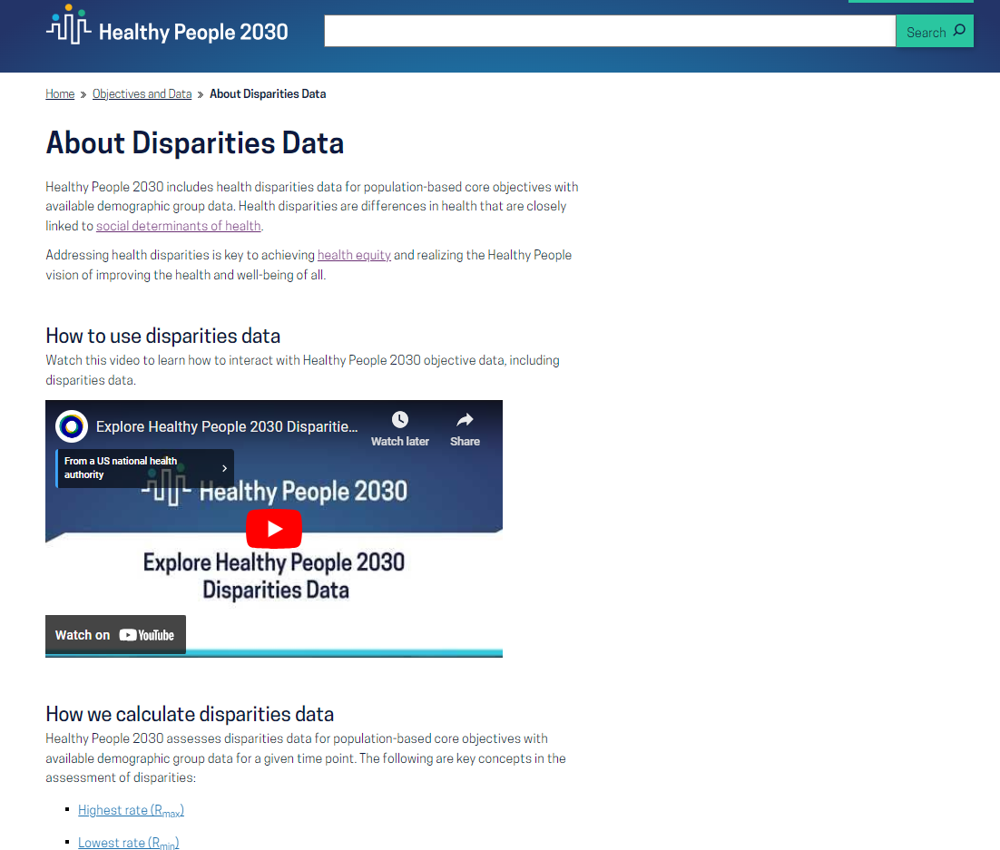 Healthy People 2030
Search
Home » Objectives and Data » About Disparities Data
About Disparities Data
Healthy People 2030 includes health disparities data for population-based core objectives with
available demographic group data. Health disparities are differences in health that are closely
linked to social determinants of health.
Addressing health disparities is key to achieving health equity and realizing the Healthy People
vision of improving the health and well-being of all.
How to use disparities data
Watch this video to learn how to interact with Healthy People 2030 objective data, including
disparities data.
Explore Healthy People 2030 Disparitie...
Watch later
Share
From a US national health
authority
Healthy People 2030
Explore Healthy People 2030
Disparities Data
Watch on YouTube
How we calculate disparities data
Healthy People 2030 assesses disparities data for population-based core objectives with
available demographic group data for a given time point. The following are key concepts in the
assessment of disparities:
▪ Highest rate (Rmax)
▪ Lowest rate (Rmin)